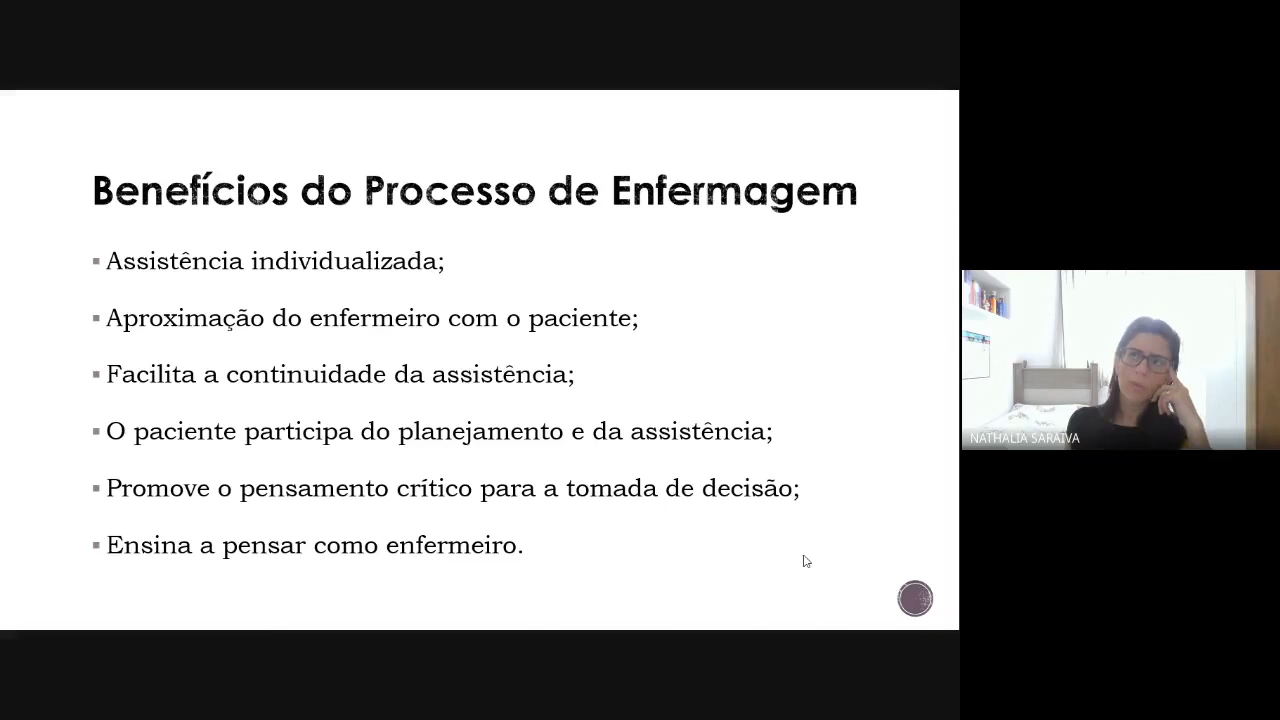 Benefícios do Processo de Enfermagem
Assistência individualizada;
Aproximação do enfermeiro com o paciente;
Facilita a continuidade da assistência;
O paciente participa do planejamento e da assistência;
Promove o pensamento crítico para a tomada de decisão;
Ensina a pensar como enfermeiro.
NATHALIA SARAIVA